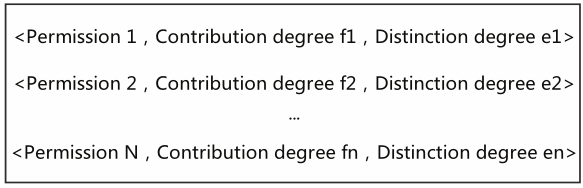 <Permission 1 , Contribution degree f1 , Distinction degree e1>
<Permission 2 , Contribution degree f2 , Distinction degree e2>
...
<Permission N , Contribution degree fn , Distinction degree en>